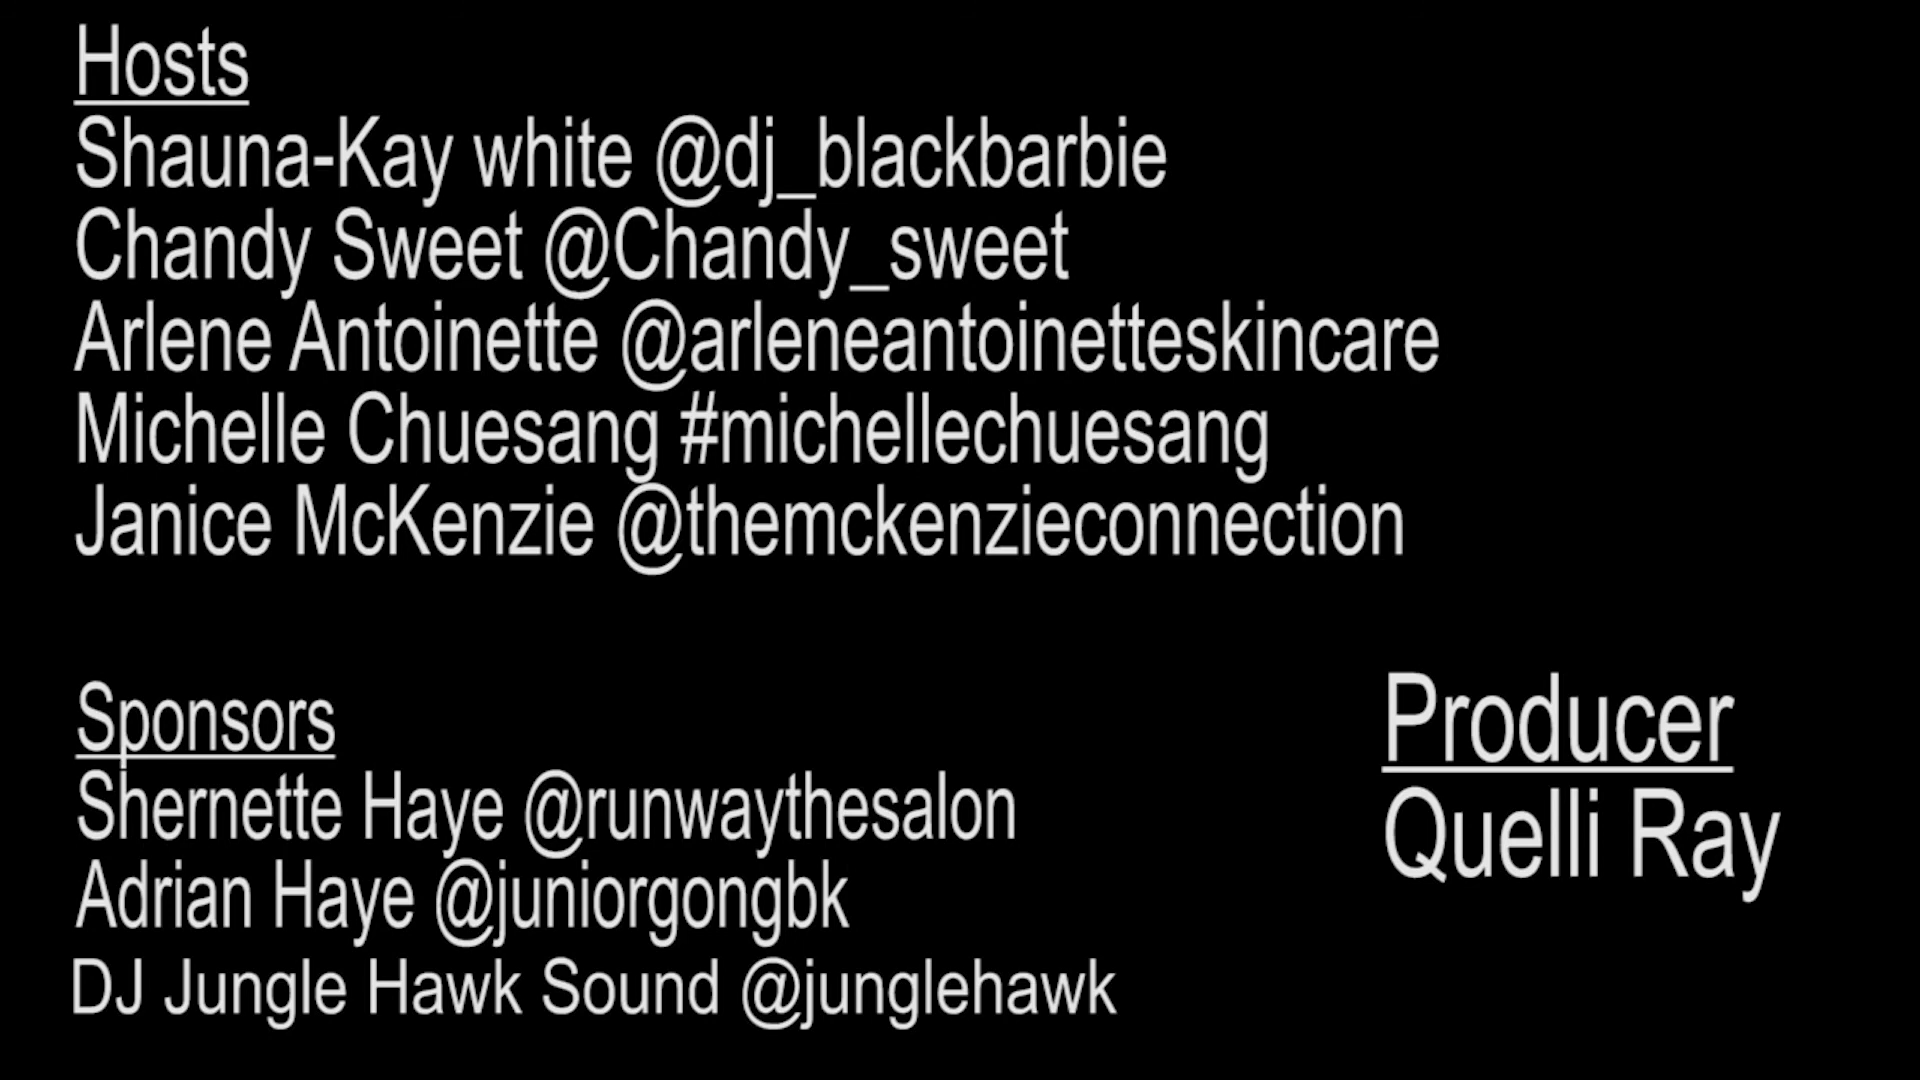 Hosts
Shauna-Kay white @dj_blackbarbie
Chandy Sweet @Chandy_sweet
Arlene Antoinette @arleneantoinetteskincare
Michelle Chuesang #michellechuesang
Janice McKenzie @themckenzieconnection
Sponsors
Shernette Haye @runwaythesalon
Adrian Haye @juniorgongbk
DJ Jungle Hawk Sound @junglehawk
Producer
Quelli Ray